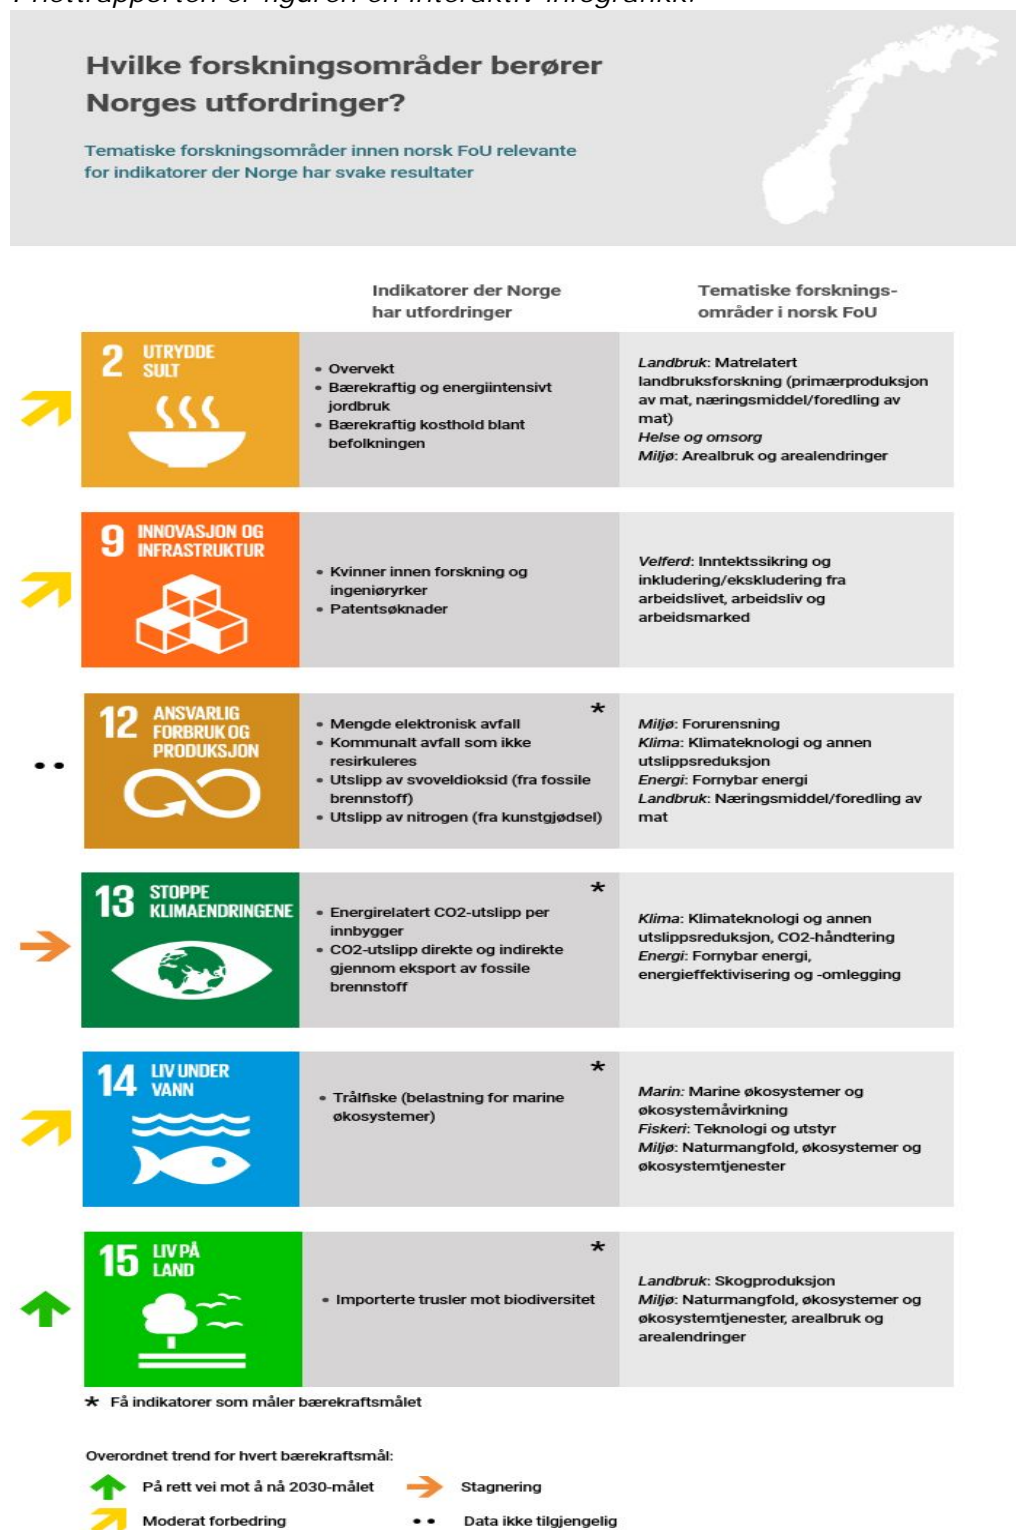 I nettrapporten er figuren en interaktiv infografikk.
Hvilke forskningsområder berører
Norges utfordringer?
Tematiske forskningsområder innen norsk FoU relevante
for indikatorer der Norge har svake resultater
Indikatorer der Norge
har utfordringer
Tematiske forsknings-
områder i norsk FoU
2 UTRYDDE
SULT
• Overvekt
• Bærekraftig og energiintensivt
jordbruk
• Bærekraftig kosthold blant
befolkningen
Landbruk: Matrelatert
landbruksforskning (primærproduksjon
av mat, næringsmiddel/foredling av
mat)
Helse og omsorg
Miljø: Arealbruk og arealendringer
9 INNOVASJON OG
INFRASTRUKTUR
• Kvinner innen forskning og
ingeniøryrker
• Patentsøknader
Velferd: Inntektssikring og
inkludering/ekskludering fra
arbeidslivet, arbeidsliv og
arbeidsmarked
12 ANSVARLIG
FORBRUK OG
PRODUKSJON
*
• Mengde elektronisk avfall
• Kommunalt avfall som ikke
resirkuleres
• Utslipp av svoveldioksid (fra fossile
brennstoff)
• Utslipp av nitrogen (fra kunstgjødsel)
Miljø: Forurensning
Klima: Klimateknologi og annen
utslippsreduksjon
Energi: Fornybar energi
Landbruk: Næringsmiddel/foredling av
mat
13 STOPPE
KLIMAENDRINGENE
*
• Energirelatert CO2-utslipp per
innbygger
• CO2-utslipp direkte og indirekte
gjennom eksport av fossile
brennstoff
Klima: Klimateknologi og annen
utslippsreduksjon, CO2-håndtering
Energi: Fornybar energi,
energieffektivisering og -omlegging
14 LIV UNDER
VANN
*
• Trålfiske (belastning for marine
økosystemer)
Marin: Marine økosystemer og
økosystemåvirkning
Fiskeri: Teknologi og utstyr
Miljø: Naturmangfold, økosystemer og
økosystemtjenester
15 LIV PÅ
LAND
*
• Importerte trusler mot biodiversitet
Landbruk: Skogproduksjon
Miljø: Naturmangfold, økosystemer og
økosystemtjenester, arealbruk og
arealendringer
* Få indikatorer som måler bærekraftsmålet
Overordnet trend for hvert bærekraftsmål:
På rett vei mot å nå 2030-målet
Stagnering
Moderat forbedring
Data ikke tilgjengelig